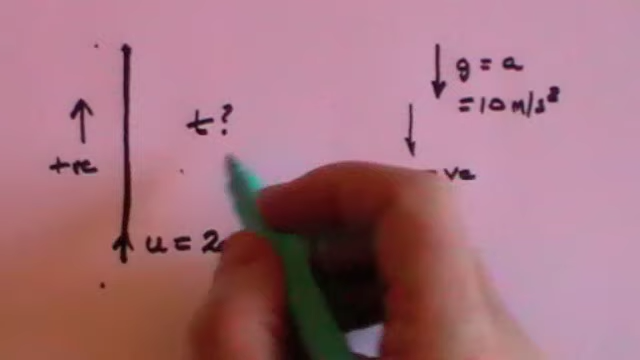 g = a
= 10 m/s²
t?
+ve
-ve
u = 2